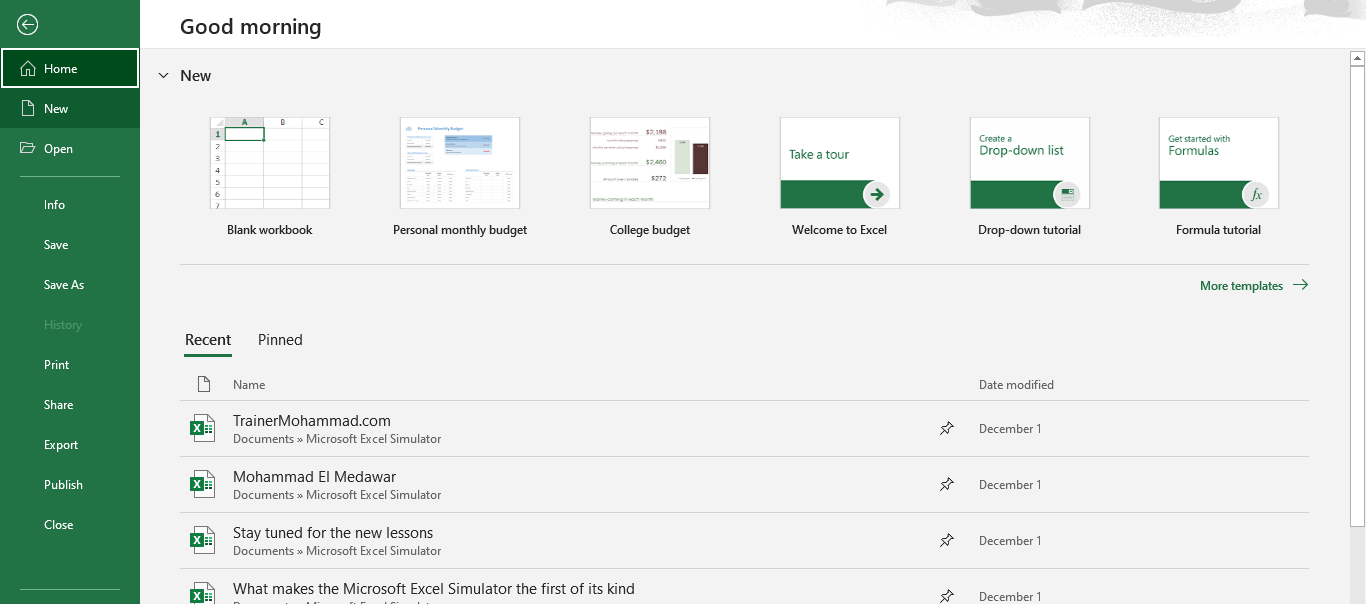 Good morning
Home
New
Open
Info
Save
Save As
History
Print
Share
Export
Publish
Close
New
A B C
1
2
3
4
5
6
7
Personal Monthly Budget
$2,188
$2,460
$272
Money coming in each month
Take a tour
Create a
Drop-down list
Get started with
Formulas
fx
Blank workbook
Personal monthly budget
College budget
Welcome to Excel
Drop-down tutorial
Formula tutorial
More templates
Recent Pinned
Name Date modified
TrainerMohammad.com
Documents » Microsoft Excel Simulator
December 1
Mohammad El Medawar
Documents » Microsoft Excel Simulator
December 1
Stay tuned for the new lessons
Documents » Microsoft Excel Simulator
December 1
What makes the Microsoft Excel Simulator the first of its kind
December 1